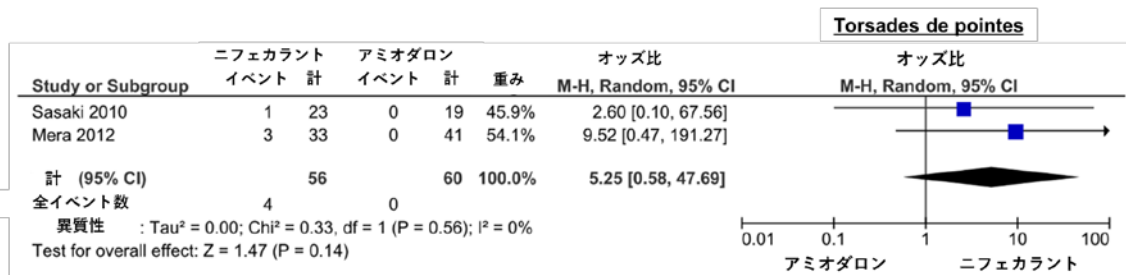 Torsades de pointes
ニフェカラント アミオダロン オッズ比 オッズ比
Study or Subgroup イベント 計 イベント 計 重み M-H, Random, 95% CI M-H, Random, 95% CI
Sasaki 2010 1 23 0 19 45.9% 2.60 [0.10, 67.56]
Mera 2012 3 33 0 41 54.1% 9.52 [0.47, 191.27]
計 (95% CI) 56 60 100.0% 5.25 [0.58, 47.69]
全イベント数 4 0
異質性 : Tau² = 0.00; Chi² = 0.33, df = 1 (P = 0.56); I² = 0%
Test for overall effect: Z = 1.47 (P = 0.14)
0.01 0.1 1 10 100
アミオダロン ニフェカラント